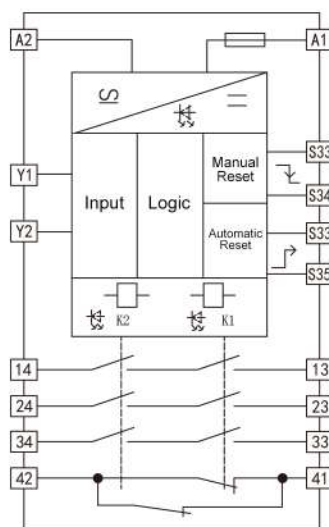 A2 A1
S
Y1
Y2
Input
Logic
Manual
Reset
Automatic
Reset
S33
S34
S33
S35
K2 K1
14 13
24 23
34 33
42 41